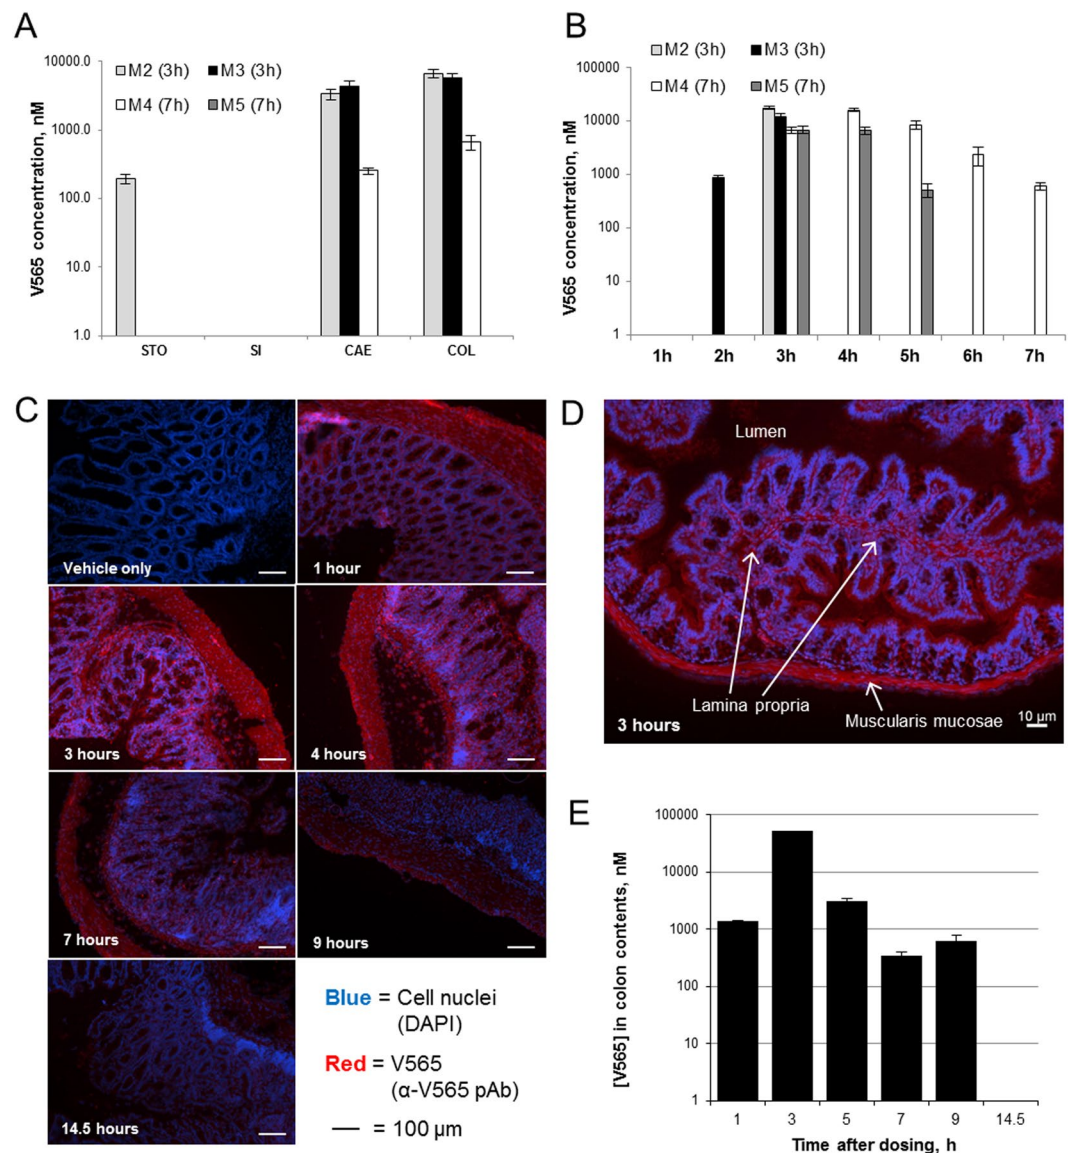 A
M2 (3h)
M3 (3h)
M4 (7h)
M5 (7h)
V565 concentration, nM
10000.0
1000.0
100.0
10.0
1.0
STO
SI
CAE
COL
B
M2 (3h)
M3 (3h)
M4 (7h)
M5 (7h)
V565 concentration, nM
100000
10000
1000
100
10
1
1h
2h
3h
4h
5h
6h
7h
C
Vehicle only
1 hour
3 hours
4 hours
7 hours
9 hours
14.5 hours
Blue = Cell nuclei
(DAPI)
Red = V565
(α-V565 pAb)
— = 100 µm
D
Lumen
Lamina propria
Muscularis mucosae
10 µm
3 hours
E
[V565] in colon contents, nM
100000
10000
1000
100
10
1
1
3
5
7
9
14.5
Time after dosing, h